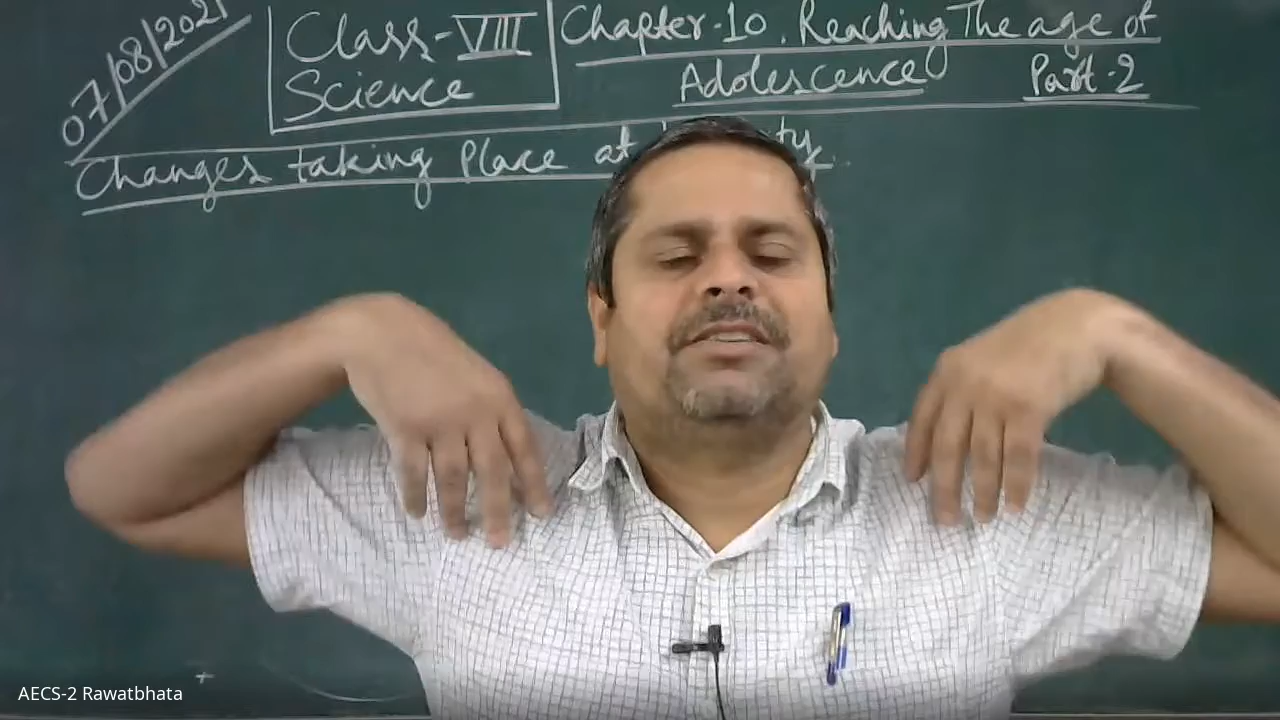 07/08/2021
Class-VIII
Science
Chapter-10. Reaching The age of
Adolescence
Part-2
Changes taking Place at
AECS-2 Rawatbhata